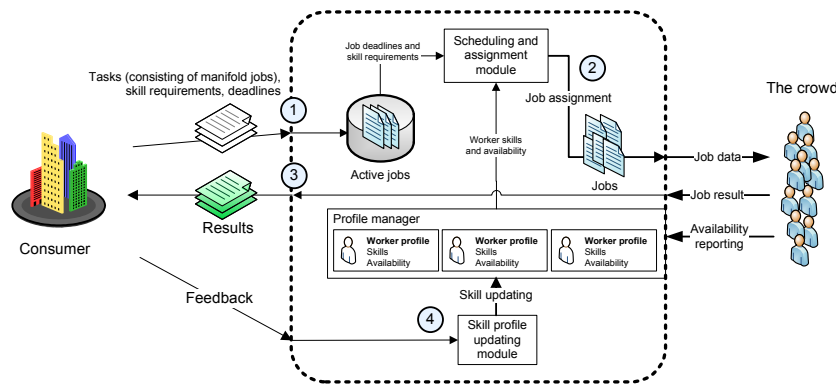 Tasks (consisting of manifold jobs),
skill requirements, deadlines
1
Job deadlines and
skill requirements
Scheduling and
assignment
module
2
Job assignment
The crowd
Active jobs
Worker skills
and availability
Jobs
Job data
3
Job result
Consumer
Results
Profile manager
Worker profile
Skills
Availability
Worker profile
Skills
Availability
Worker profile
Skills
Availability
Availability
reporting
Feedback
4
Skill updating
Skill profile
updating
module